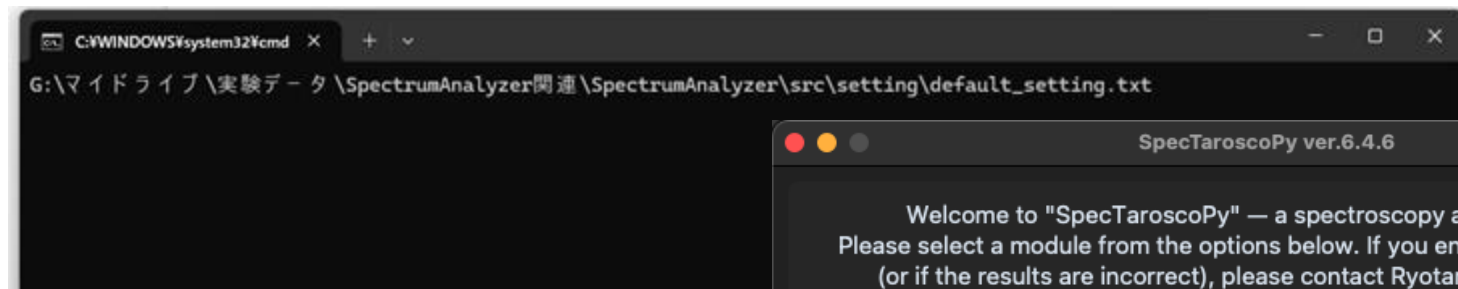 C:¥WINDOWS¥system32¥cmd
G:\マイドライブ\実験データ\SpectrumAnalyzer関連\SpectrumAnalyzer\src\setting\default_setting.txt
SpecTaroscoPy ver.6.4.6
Welcome to "SpecTaroscoPy" — a spectroscopy
Please select a module from the options below. If you
(or if the results are incorrect), please contact